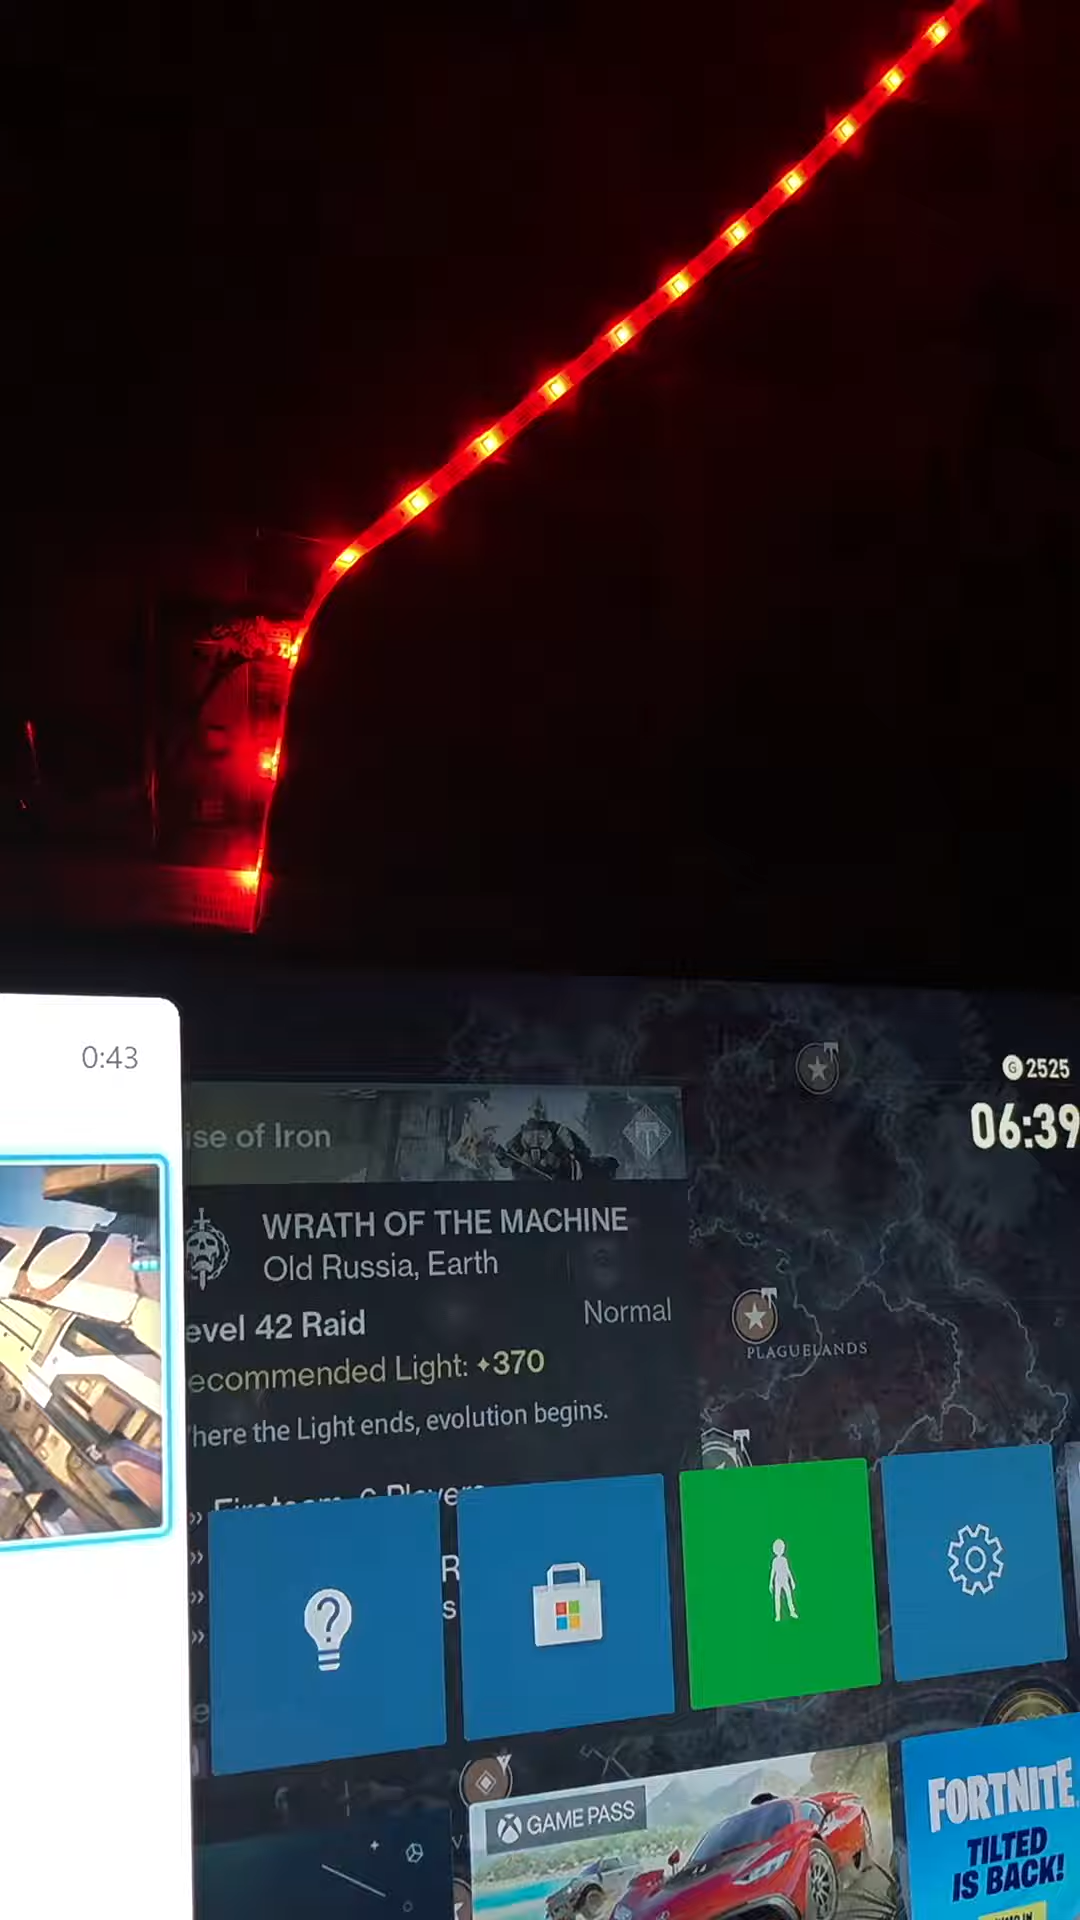 0:43
2525
06:39
ise of Iron
WRATH OF THE MACHINE
Old Russia, Earth
evel 42 Raid
Normal
ecommended Light: 370
here the Light ends, evolution begins.
PLAGUELANDS
GAME PASS
FORTNITE
TILTED
IS BACK!